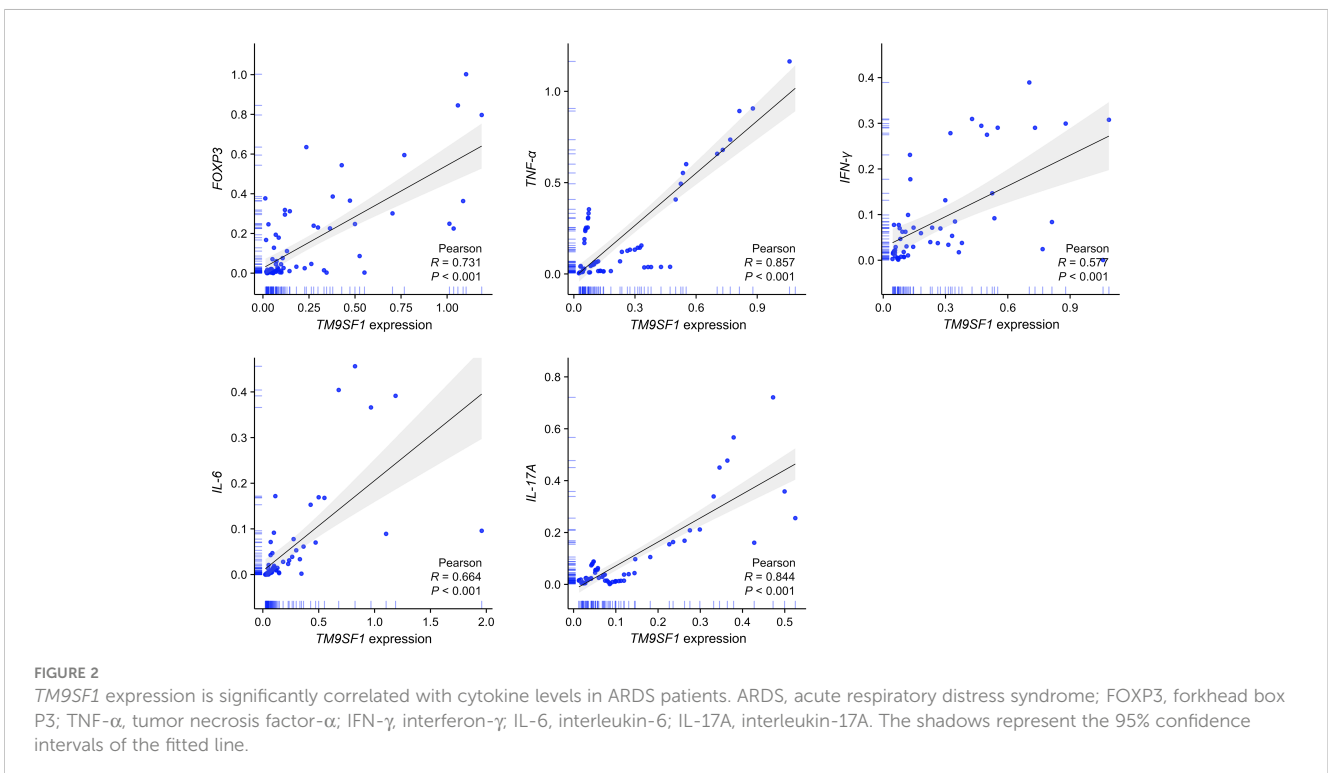 1.0
0.8
0.6
0.4
0.2
0.0
FOXP3
Pearson
R = 0.731
P < 0.001
0.00 0.25 0.50 0.75 1.00
TM9SF1 expression
1.0
0.5
0.0
TNF-α
Pearson
R = 0.857
P < 0.001
0.0 0.3 0.6 0.9
TM9SF1 expression
0.4
0.3
0.2
0.1
0.0
IFN-γ
Pearson
R = 0.577
P < 0.001
0.0 0.3 0.6 0.9
TM9SF1 expression
0.4
0.3
0.2
0.1
0.0
IL-6
Pearson
R = 0.664
P < 0.001
0.0 0.5 1.0 1.5 2.0
TM9SF1 expression
0.8
0.6
0.4
0.2
0.0
IL-17A
Pearson
R = 0.844
P < 0.001
0.0 0.1 0.2 0.3 0.4 0.5
TM9SF1 expression
FIGURE 2
TM9SF1 expression is significantly correlated with cytokine levels in ARDS patients. ARDS, acute respiratory distress syndrome; FOXP3, forkhead box
P3; TNF-α, tumor necrosis factor-α; IFN-γ, interferon-γ; IL-6, interleukin-6; IL-17A, interleukin-17A. The shadows represent the 95% confidence
intervals of the fitted line.